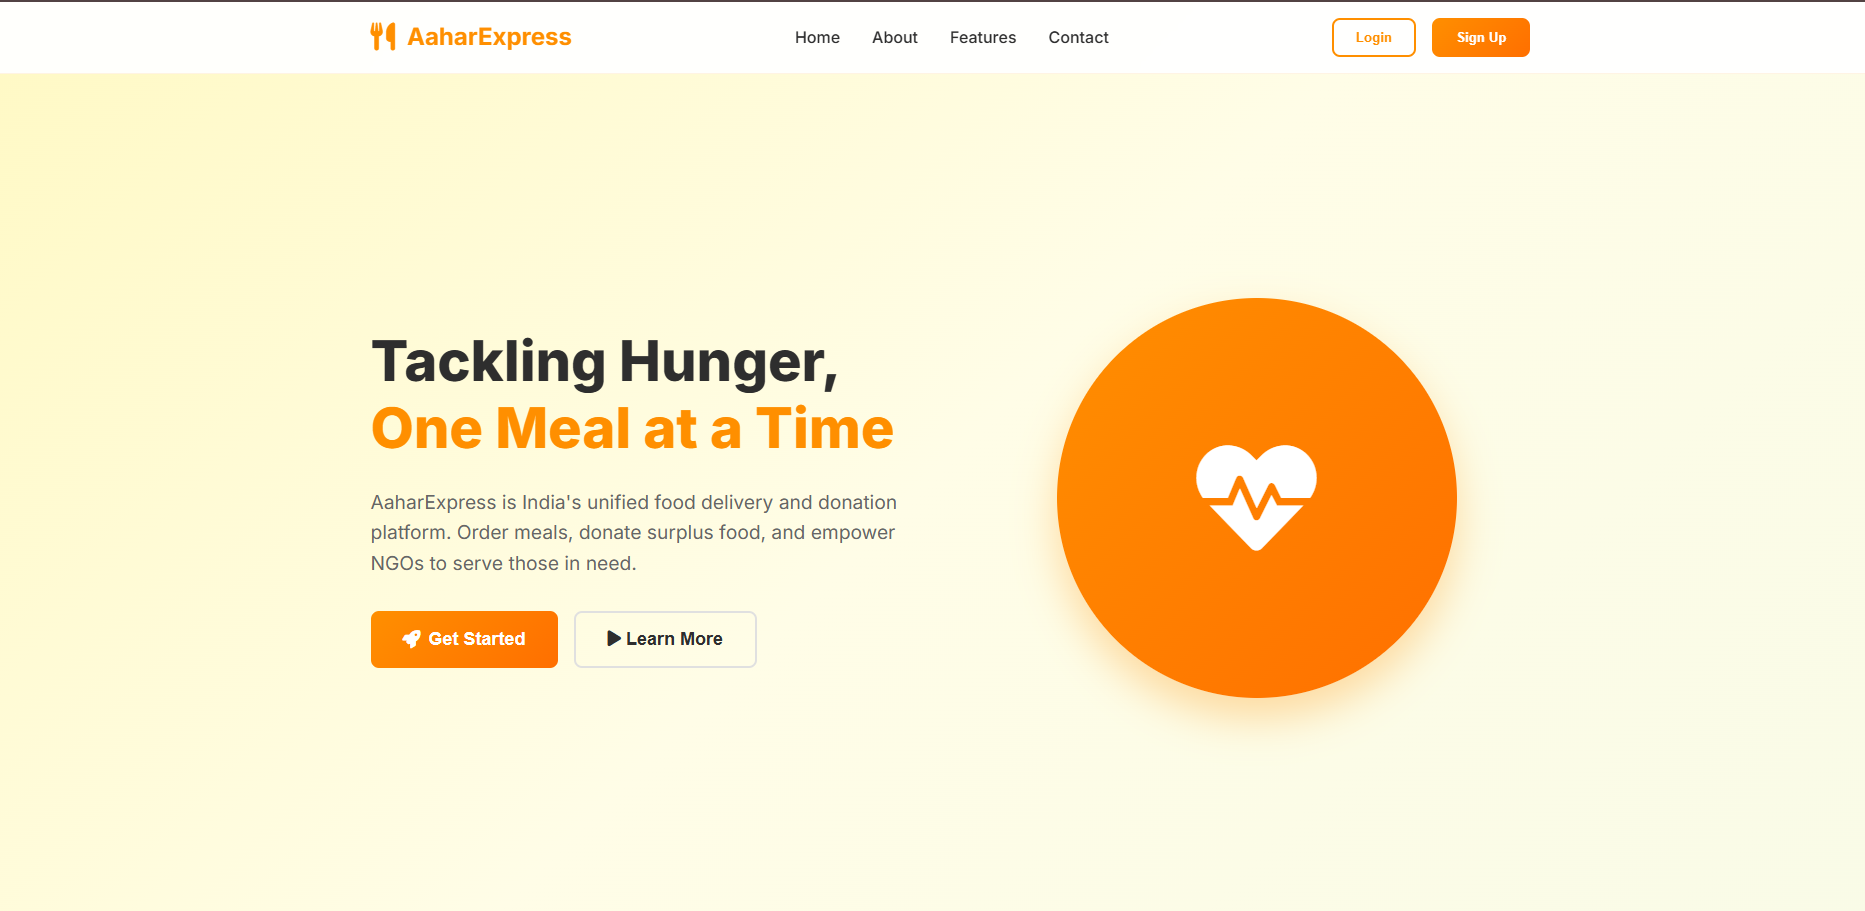 AaharExpress
Home
About
Features
Contact
Login
Sign Up
Tackling Hunger,
One Meal at a Time
AaharExpress is India's unified food delivery and donation
platform. Order meals, donate surplus food, and empower
NGOs to serve those in need.
Get Started
Learn More